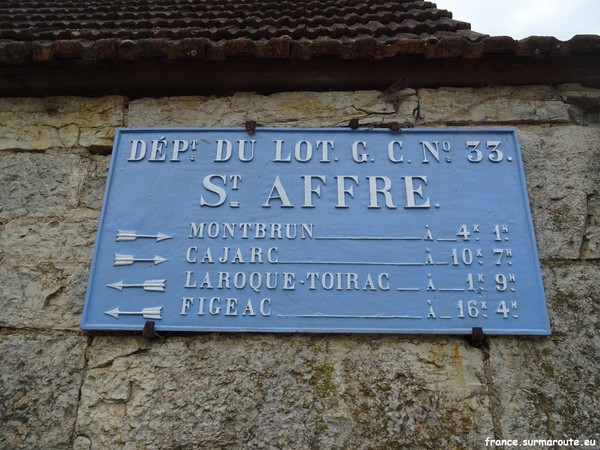 DÉPT DU LOT. G. C. NO 33.
ST AFFRE.
MONTBRUN À 4K 1H
CAJARC À 10K 7H
LAROQUE-TOIRAC À 1K 9H
FIGEAC À 16K 4H
france.surmaroute.eu